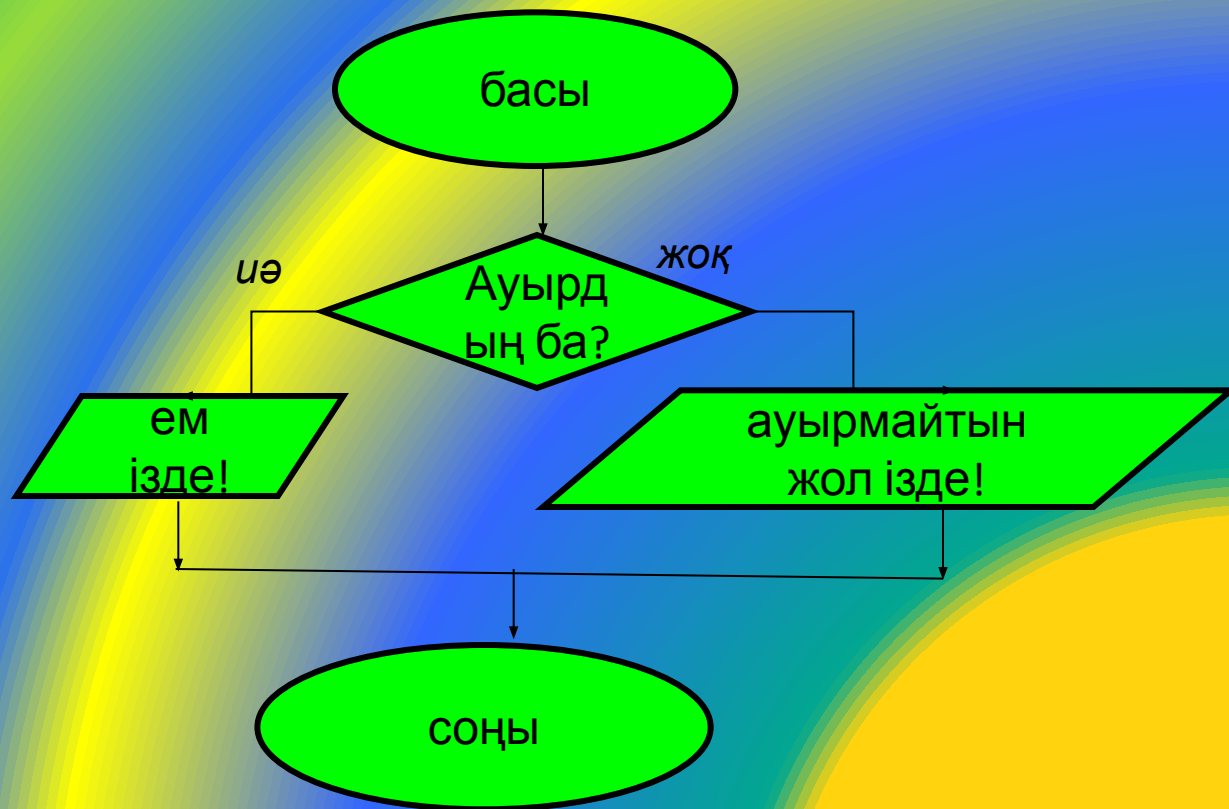 басы
иә
жоқ
Ауырд
ың ба?
ем
ізде!
ауырмайтын
жол ізде!
соңы